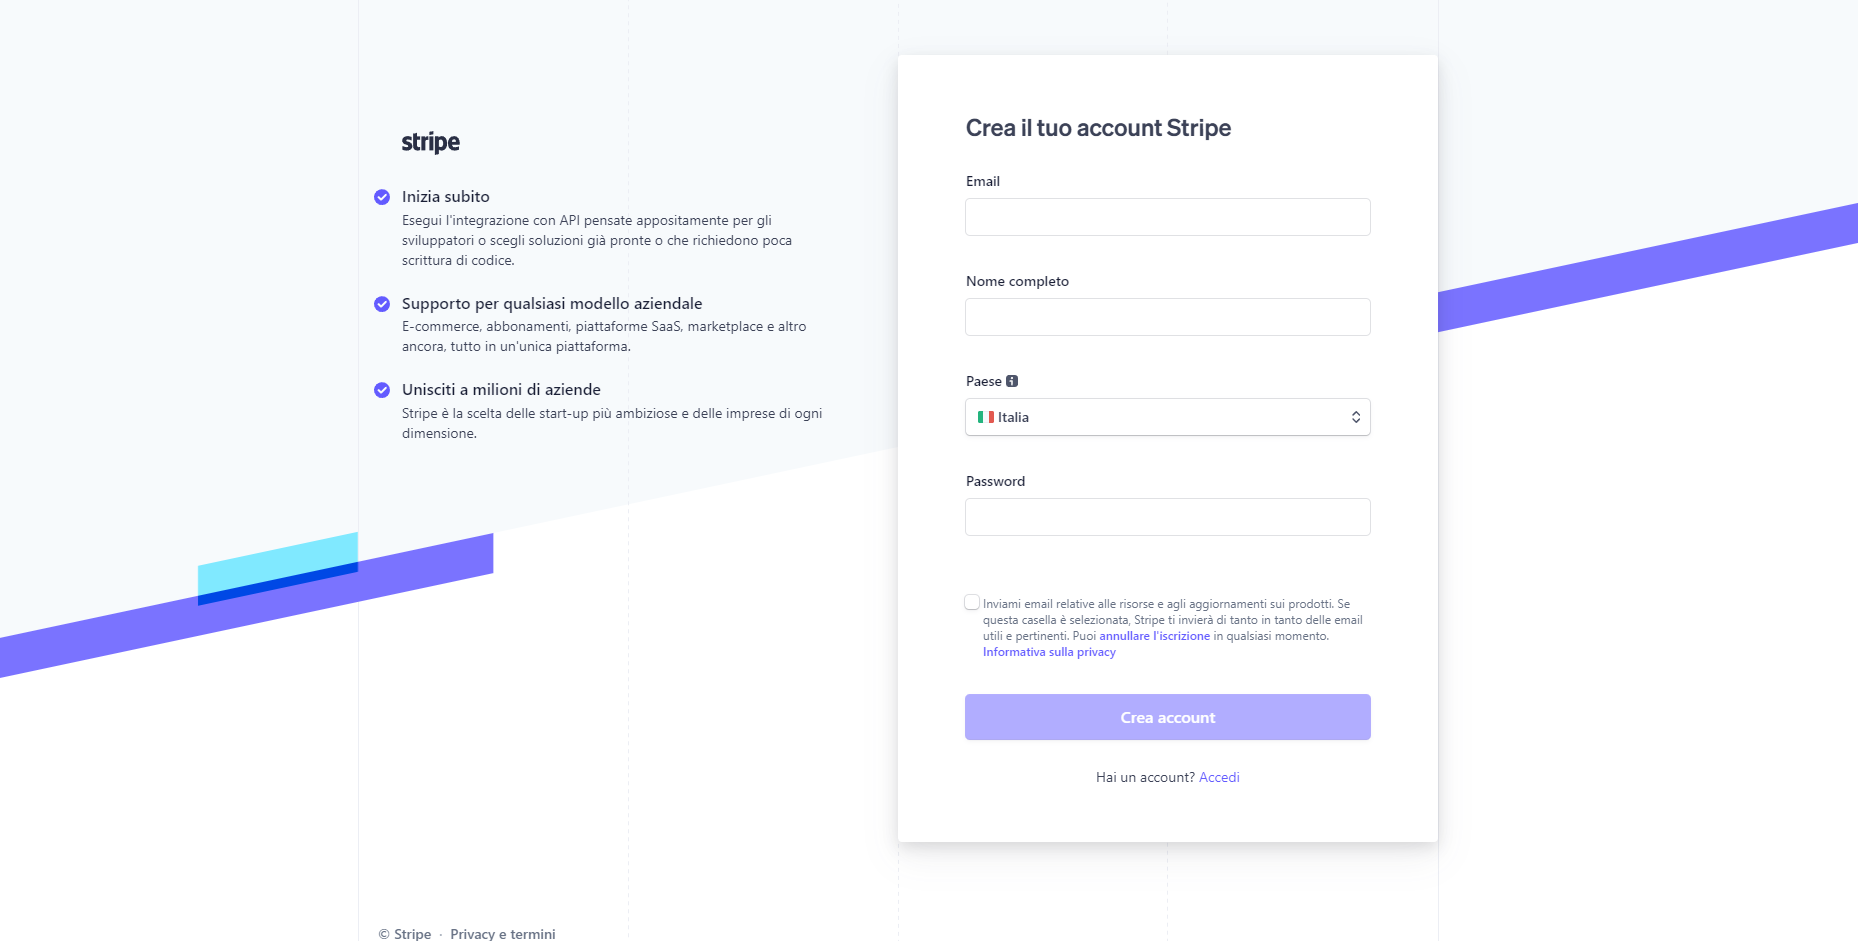 stripe
Inizia subito
Esegui l'integrazione con API pensate appositamente per gli
sviluppatori o scegli soluzioni già pronte o che richiedono poca
scrittura di codice.
Supporto per qualsiasi modello aziendale
E-commerce, abbonamenti, piattaforme SaaS, marketplace e altro
ancora, tutto in un'unica piattaforma.
Unisciti a milioni di aziende
Stripe è la scelta delle start-up più ambiziose e delle imprese di ogni
dimensione.
Crea il tuo account Stripe
Email
Nome completo
Paese
Italia
Password
Inviami email relative alle risorse e agli aggiornamenti sui prodotti. Se
questa casella è selezionata, Stripe ti invierà di tanto in tanto delle email
utili e pertinenti. Puoi annullare l'iscrizione in qualsiasi momento.
Informativa sulla privacy
Crea account
Hai un account? Accedi
© Stripe · Privacy e termini